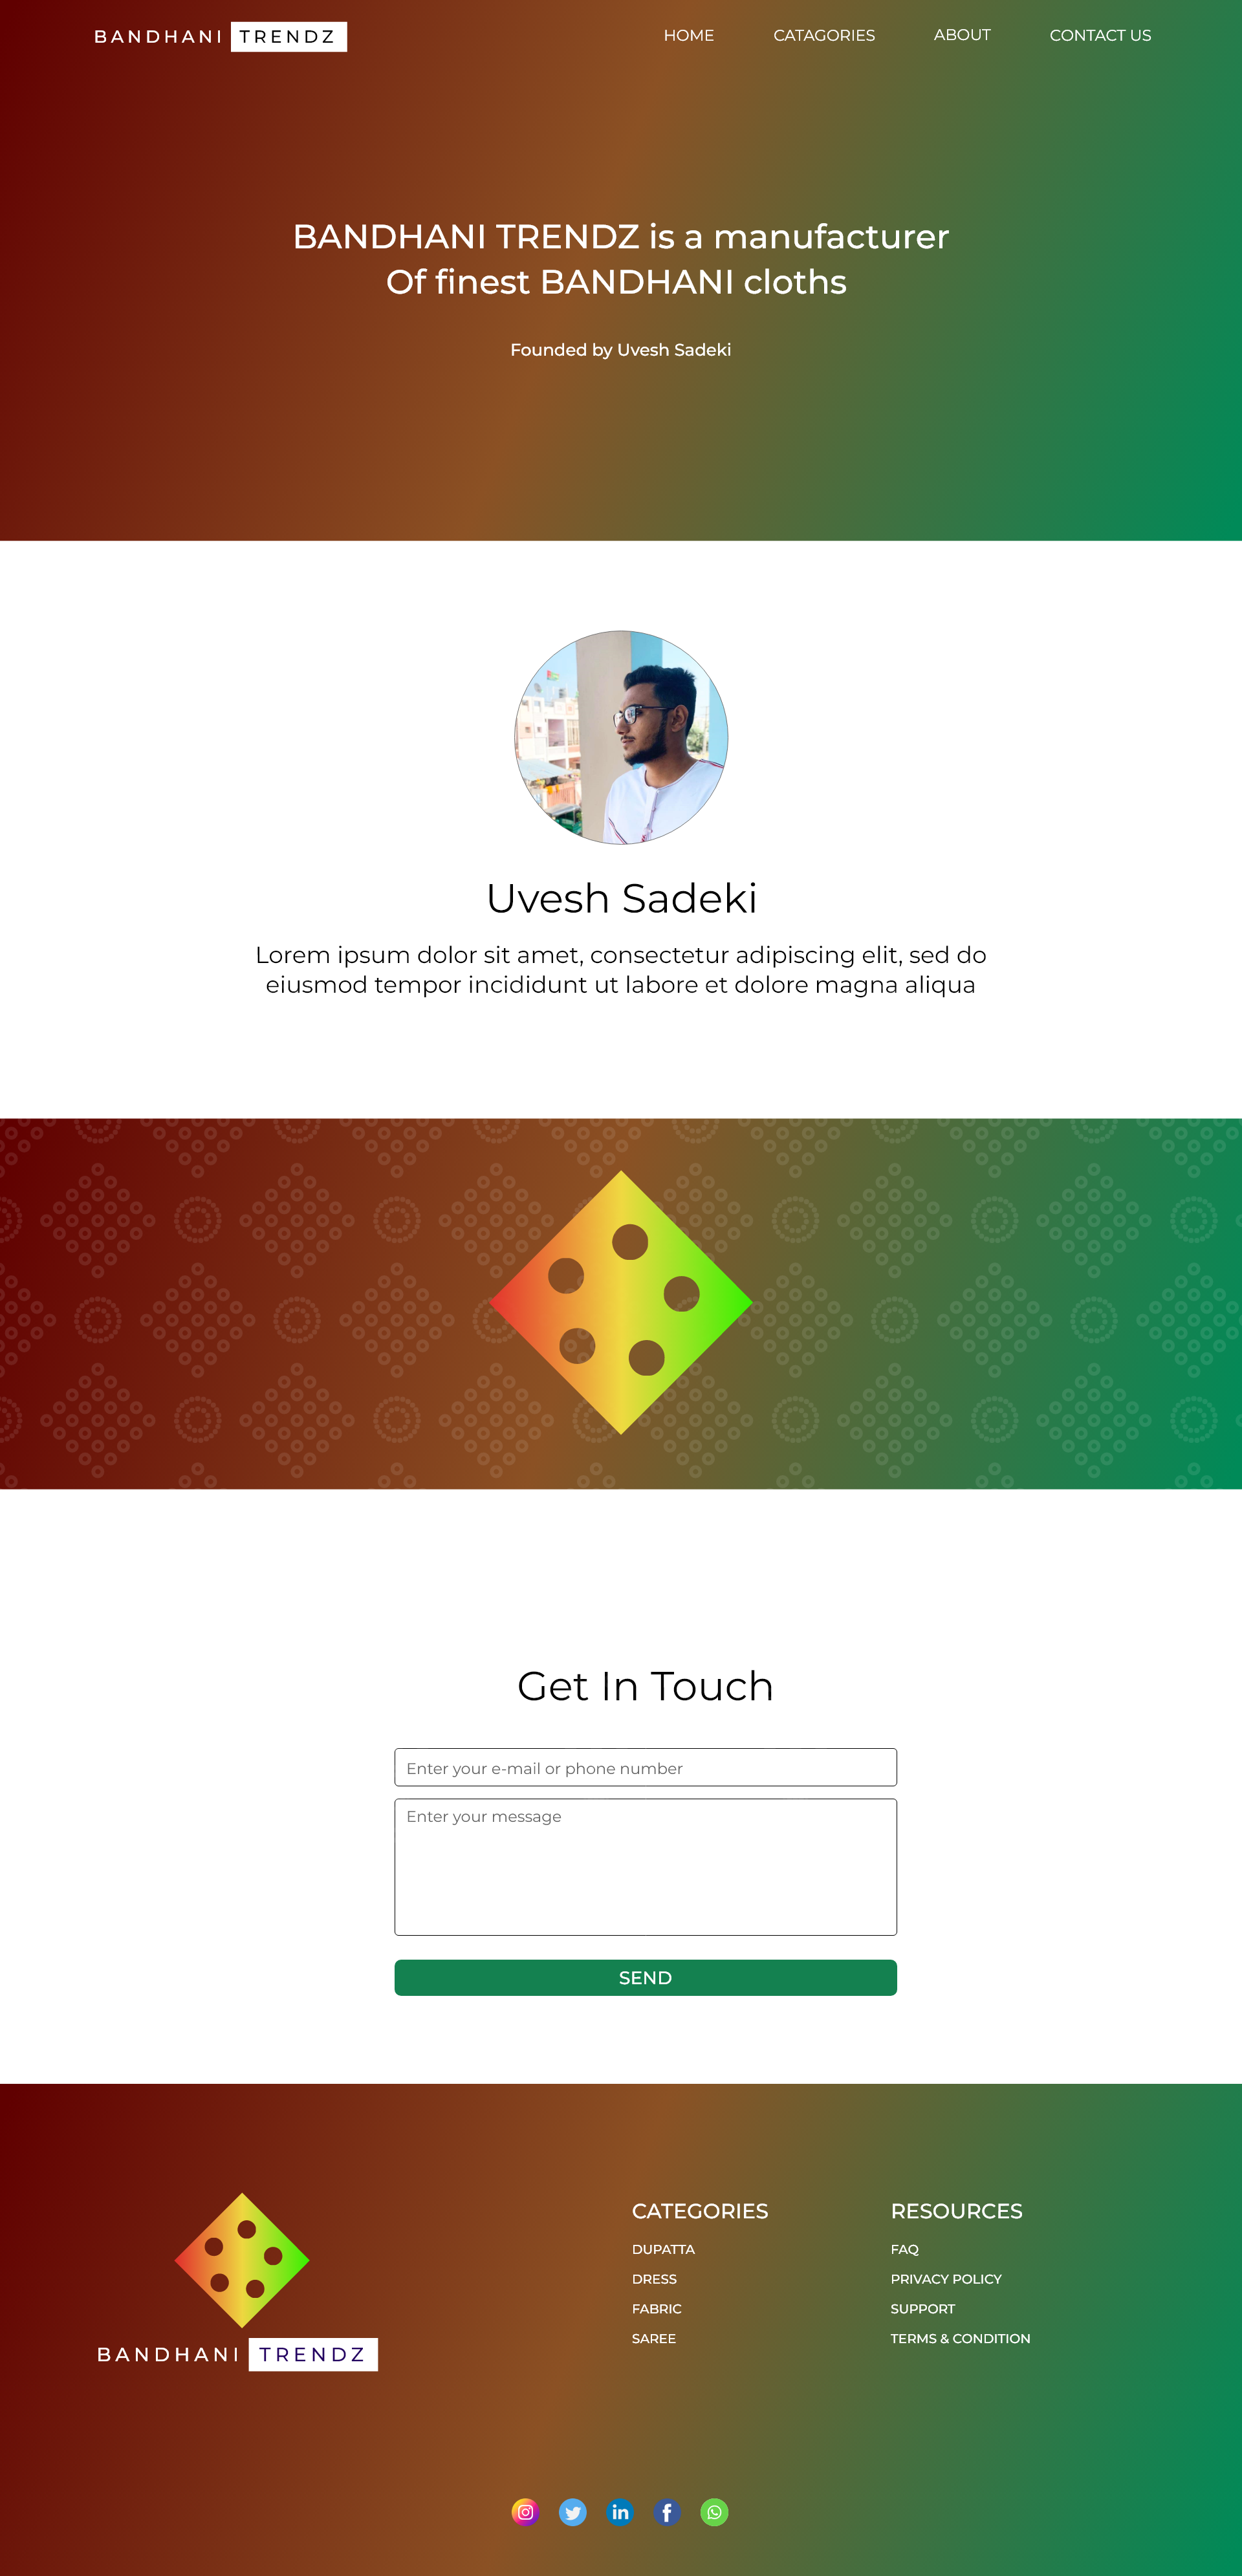 BANDHANI TRENDZ
HOME
CATAGORIES
ABOUT
CONTACT US
BANDHANI TRENDZ is a manufacturer
Of finest BANDHANI cloths
Founded by Uvesh Sadeki
Uvesh Sadeki
Lorem ipsum dolor sit amet, consectetur adipiscing elit, sed do
eiusmod tempor incididunt ut labore et dolore magna aliqua
Get In Touch
Enter your e-mail or phone number
Enter your message
SEND
BANDHANI TRENDZ
CATEGORIES
DUPATTA
DRESS
FABRIC
SAREE
RESOURCES
FAQ
PRIVACY POLICY
SUPPORT
TERMS & CONDITION